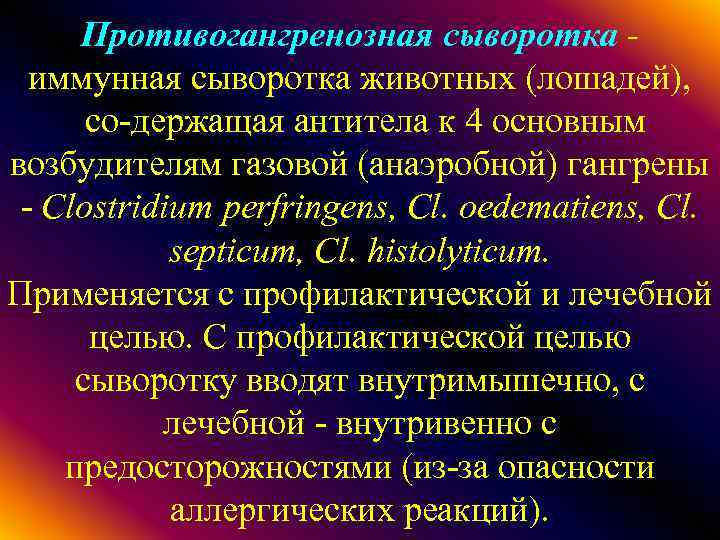 Противогангренозная сыворотка -
иммунная сыворотка животных (лошадей),
со-держащая антитела к 4 основным
возбудителям газовой (анаэробной) гангрены
- Clostridium perfringens, Cl. oedematiens, Cl.
septicum, Cl. histolyticum.
Применяется с профилактической и лечебной
целью. С профилактической целью
сыворотку вводят внутримышечно, с
лечебной - внутривенно с
предосторожностями (из-за опасности
аллергических реакций).